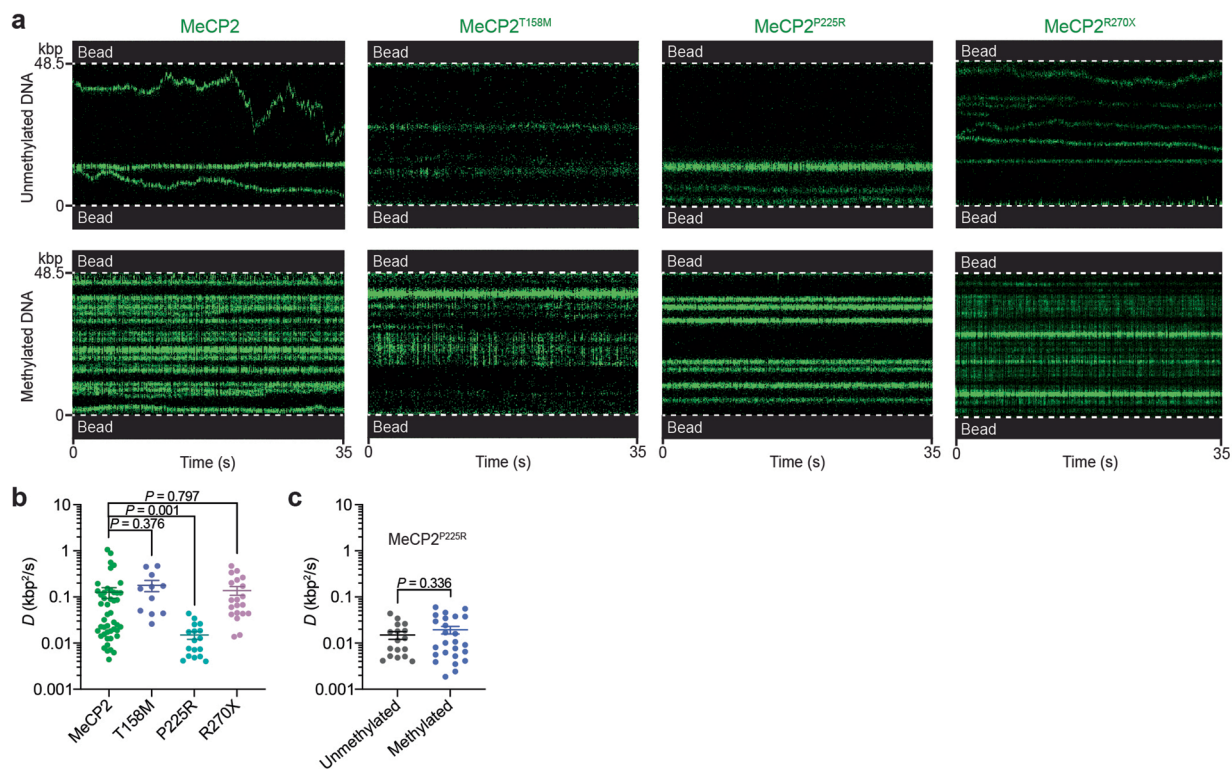 a
MeCP2
MeCP2T158M
MeCP2P225R
MeCP2R270X
kbp
48.5
0
Unmethylated DNA
Bead
Bead
Bead
Bead
Bead
Bead
Bead
Bead
kbp
48.5
0
Methylated DNA
Bead
Bead
Bead
Bead
Bead
Bead
Bead
Bead
0
35
0
35
0
35
0
35
Time (s)
Time (s)
Time (s)
Time (s)
b
P = 0.797
P = 0.001
P = 0.376
10
1
0.1
0.01
0.001
D (kbp²/s)
MeCP2
T158M
P225R
R270X
c
MeCP2P225R
P = 0.336
10
1
0.1
0.01
0.001
D (kbp²/s)
Unmethylated
Methylated